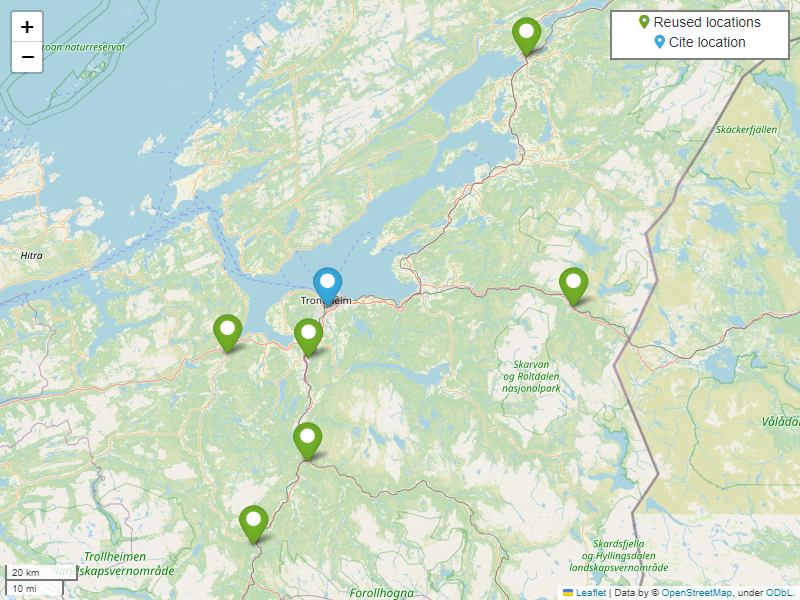 +
−
roan naturreservat
Reused locations
Cite location
Skäckerfjällen
Hitra
Skarvan
og Roltdalen
nasjonalpark
Vålådal
Trollheimen
landskapsvernområde
Skardsfjella
og Hyllingsdalen
landskapsvernområde
Forollhogna
20 km
10 mi
Leaflet | Data by © OpenStreetMap, under ODbL.